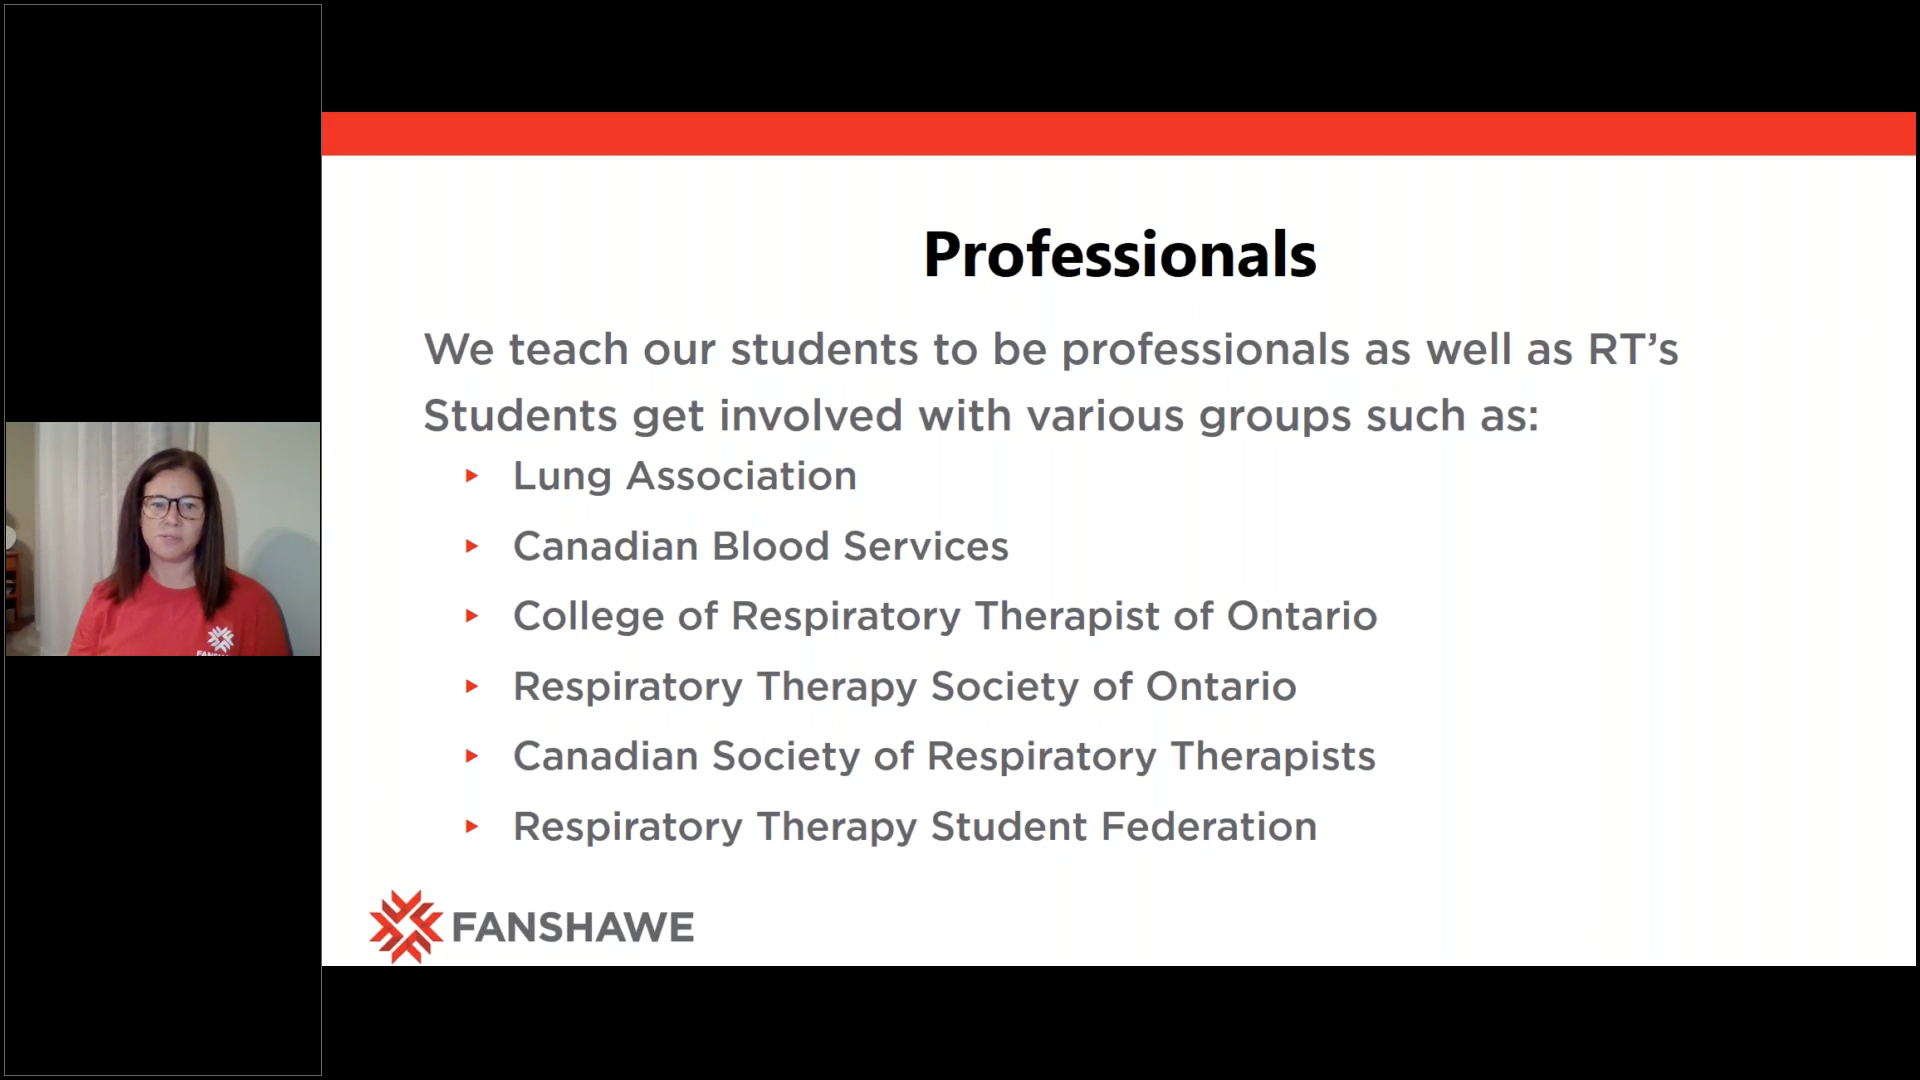 Professionals
We teach our students to be professionals as well as RT’s
Students get involved with various groups such as:
Lung Association
Canadian Blood Services
College of Respiratory Therapist of Ontario
Respiratory Therapy Society of Ontario
Canadian Society of Respiratory Therapists
Respiratory Therapy Student Federation
FANSHAWE